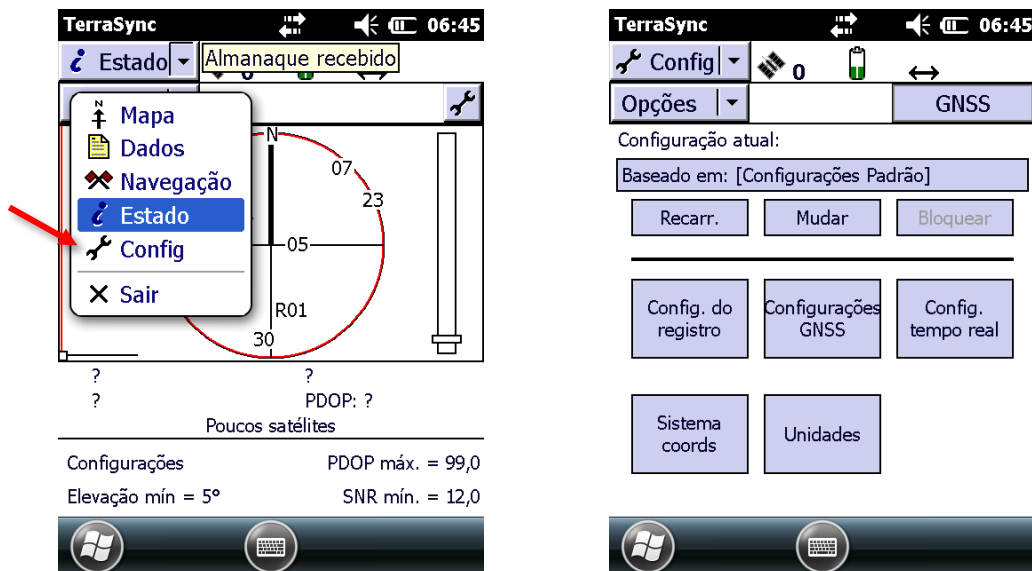 TerraSync 06:45
Estado Almanaque recebido
Mapa
Dados
Navegação
Estado
Config
Sair
N
07
23
05
R01
30
? ?
? PDOP: ?
Poucos satélites
Configurações PDOP máx. = 99,0
Elevação mín = 5° SNR mín. = 12,0
TerraSync 06:45
Config 0
Opções GNSS
Configuração atual:
Baseado em: [Configurações Padrão]
Recarr. Mudar Bloquear
Config. do
registro
Configurações
GNSS
Config.
tempo real
Sistema
coords
Unidades